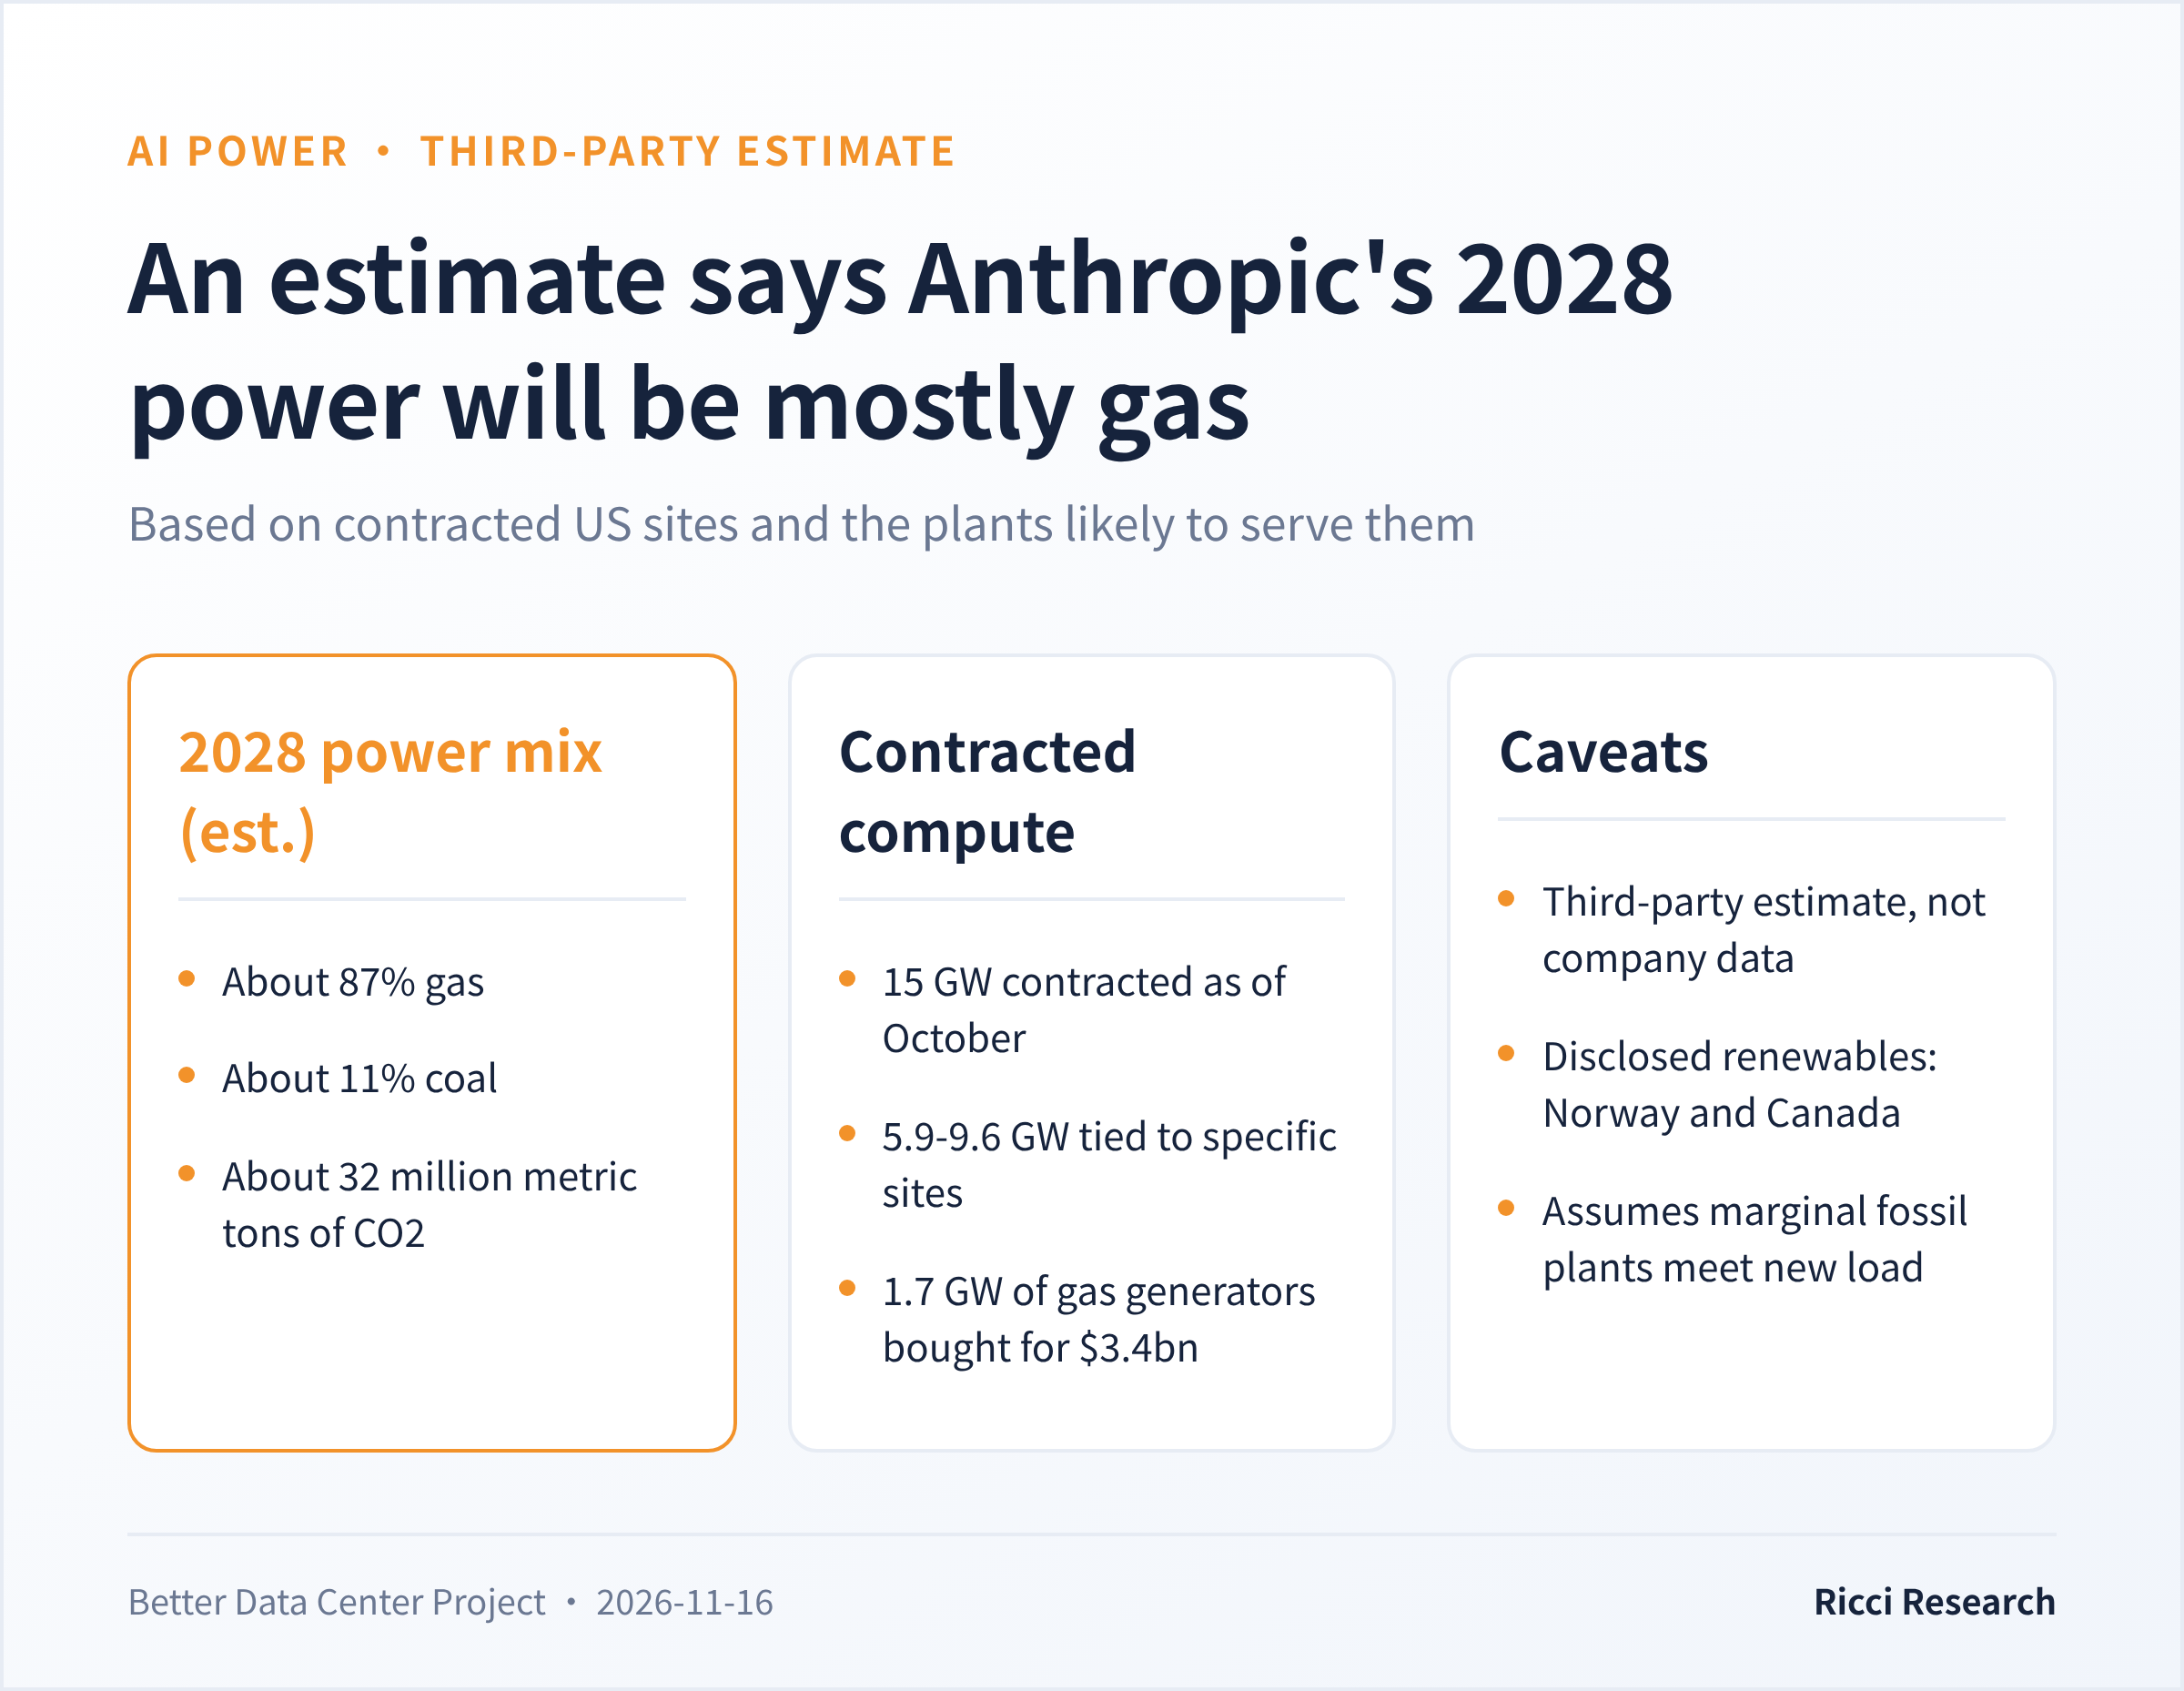 AI POWER • THIRD-PARTY ESTIMATE
An estimate says Anthropic's 2028
power will be mostly gas
Based on contracted US sites and the plants likely to serve them
2028 power mix
(est.)
• About 87% gas
• About 11% coal
• About 32 million metric
tons of CO2
Contracted
compute
• 15 GW contracted as of
October
• 5.9-9.6 GW tied to specific
sites
• 1.7 GW of gas generators
bought for $3.4bn
Caveats
• Third-party estimate, not
company data
• Disclosed renewables:
Norway and Canada
• Assumes marginal fossil
plants meet new load
Better Data Center Project • 2026-11-16
Ricci Research